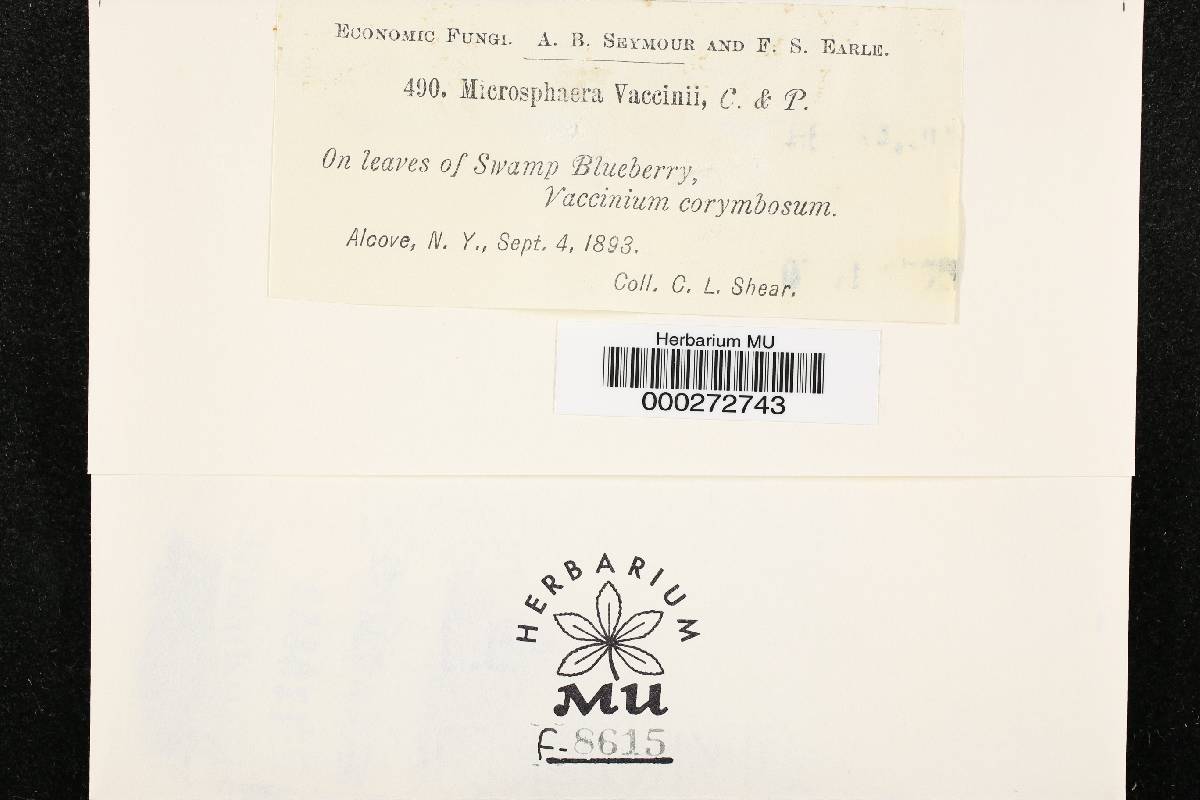 Economic Fungi. A. B. Seymour and F. S. Earle.
490. Microsphaera Vaccinii, C. & P.
On leaves of Swamp Blueberry,
Vaccinium corymbosum.
Alcove, N. Y., Sept. 4, 1893.
Coll. C. L. Shear.
Herbarium MU
000272743
HERBARIUM
MU
F-8615